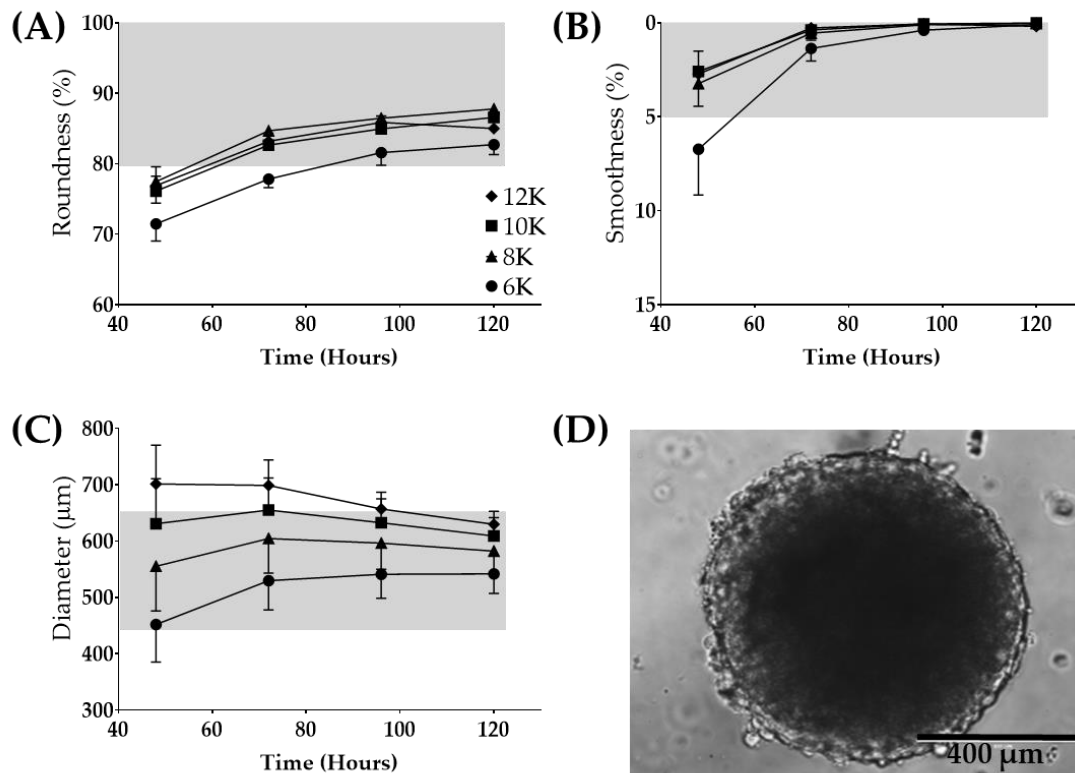 (A)
Roundness (%)
100
90
80
70
60
40
60
80
100
120
Time (Hours)
12K
10K
8K
6K
(B)
Smoothness (%)
0
5
10
15
40
60
80
100
120
Time (Hours)
(C)
Diameter (µm)
800
700
600
500
400
300
40
60
80
100
120
Time (Hours)
(D)
400 µm